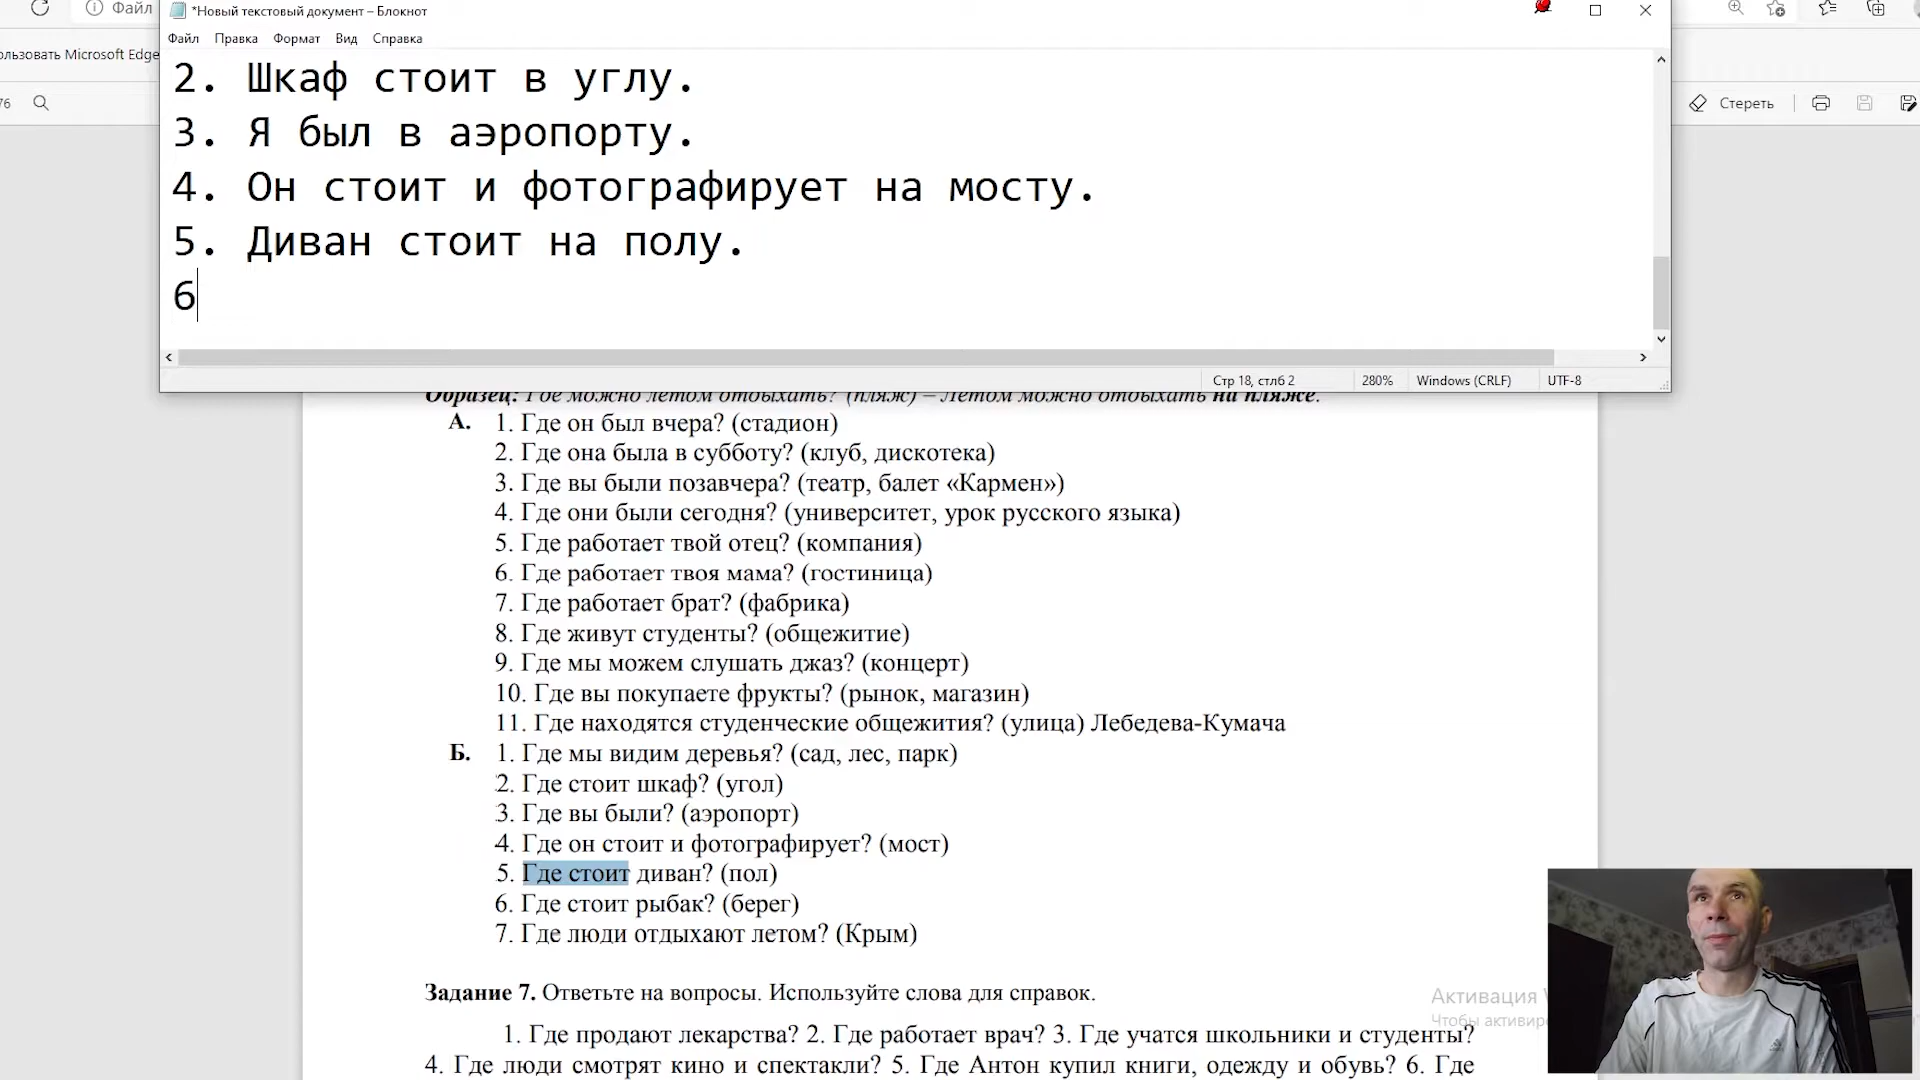 Файл
*Новый текстовый документ – Блокнот
ользовать Microsoft Edge
Файл Правка Формат Вид Справка
76
Стереть
2. Шкаф стоит в углу.
3. Я был в аэропорту.
4. Он стоит и фотографирует на мосту.
5. Диван стоит на полу.
6
Стр 18, стлб 2 280% Windows (CRLF) UTF-8
Образец: Где можно летом отдыхать? (пляж) – Летом можно отдыхать на пляже.
А. 1. Где он был вчера? (стадион)
2. Где она была в субботу? (клуб, дискотека)
3. Где вы были позавчера? (театр, балет «Кармен»)
4. Где они были сегодня? (университет, урок русского языка)
5. Где работает твой отец? (компания)
6. Где работает твоя мама? (гостиница)
7. Где работает брат? (фабрика)
8. Где живут студенты? (общежитие)
9. Где мы можем слушать джаз? (концерт)
10. Где вы покупаете фрукты? (рынок, магазин)
11. Где находятся студенческие общежития? (улица) Лебедева-Кумача
Б. 1. Где мы видим деревья? (сад, лес, парк)
2. Где стоит шкаф? (угол)
3. Где вы были? (аэропорт)
4. Где он стоит и фотографирует? (мост)
5. Где стоит диван? (пол)
6. Где стоит рыбак? (берег)
7. Где люди отдыхают летом? (Крым)
Задание 7. Ответьте на вопросы. Используйте слова для справок.
Активация
Чтобы активир
1. Где продают лекарства? 2. Где работает врач? 3. Где учатся школьники и студенты?
4. Где люди смотрят кино и спектакли? 5. Где Антон купил книги, одежду и обувь? 6. Где